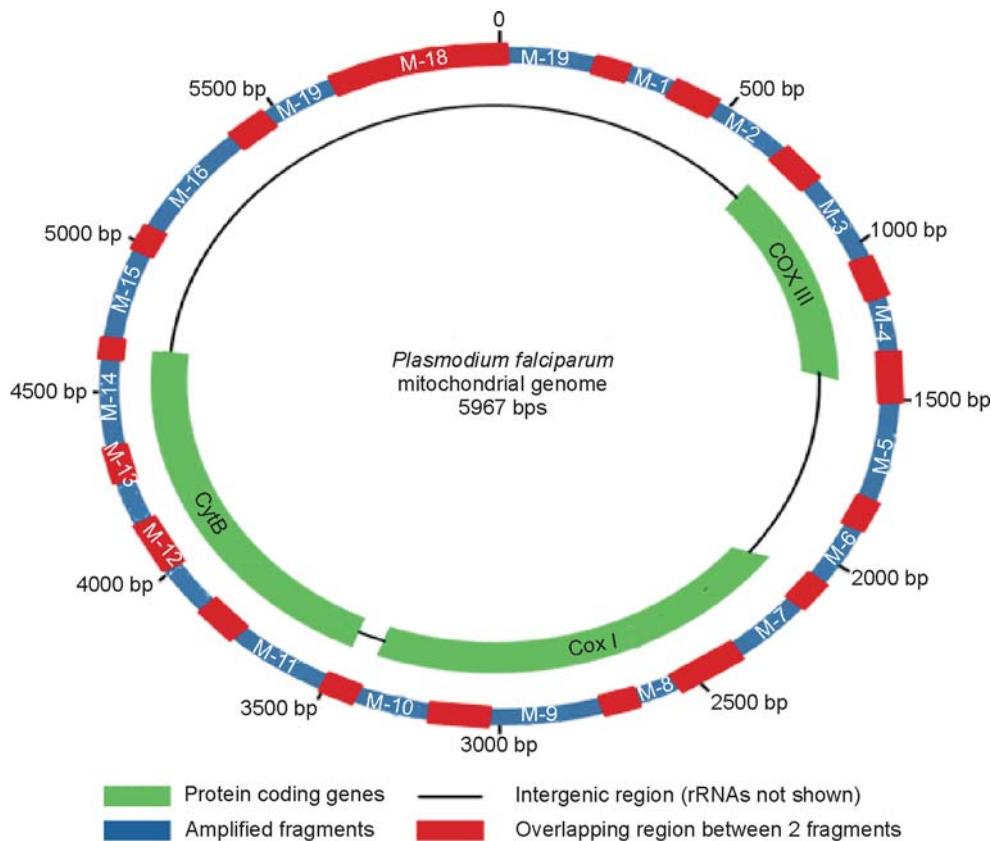 0
M-18
M-19
M-1
500 bp
M-2
M-3
1000 bp
M-4
1500 bp
M-5
M-6
2000 bp
M-7
2500 bp
M-8
M-9
3000 bp
M-10
3500 bp
M-11
4000 bp
M-12
M-13
4500 bp
M-14
M-15
5000 bp
M-16
5500 bp
M-19
COX III
Cox I
CytB
Plasmodium falciparum
mitochondrial genome
5967 bps
Protein coding genes
Intergenic region (rRNAs not shown)
Amplified fragments
Overlapping region between 2 fragments